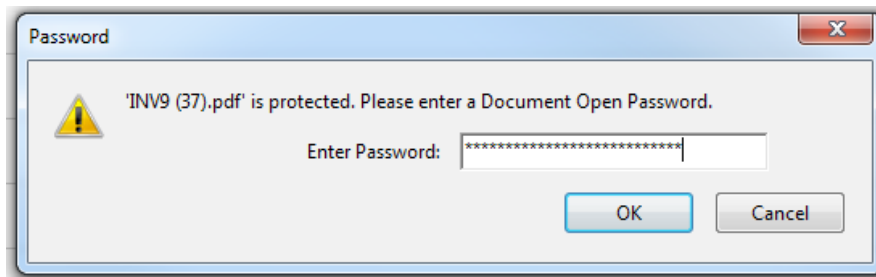 Password
'INV9 (37).pdf' is protected. Please enter a Document Open Password.
Enter Password: ***************************
OK Cancel